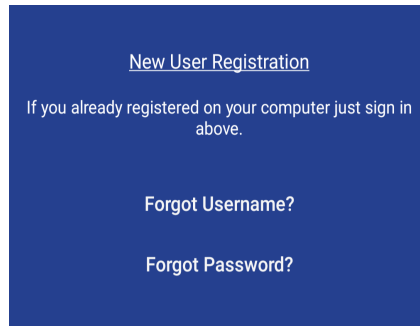 New User Registration
If you already registered on your computer just sign in
above.
Forgot Username?
Forgot Password?